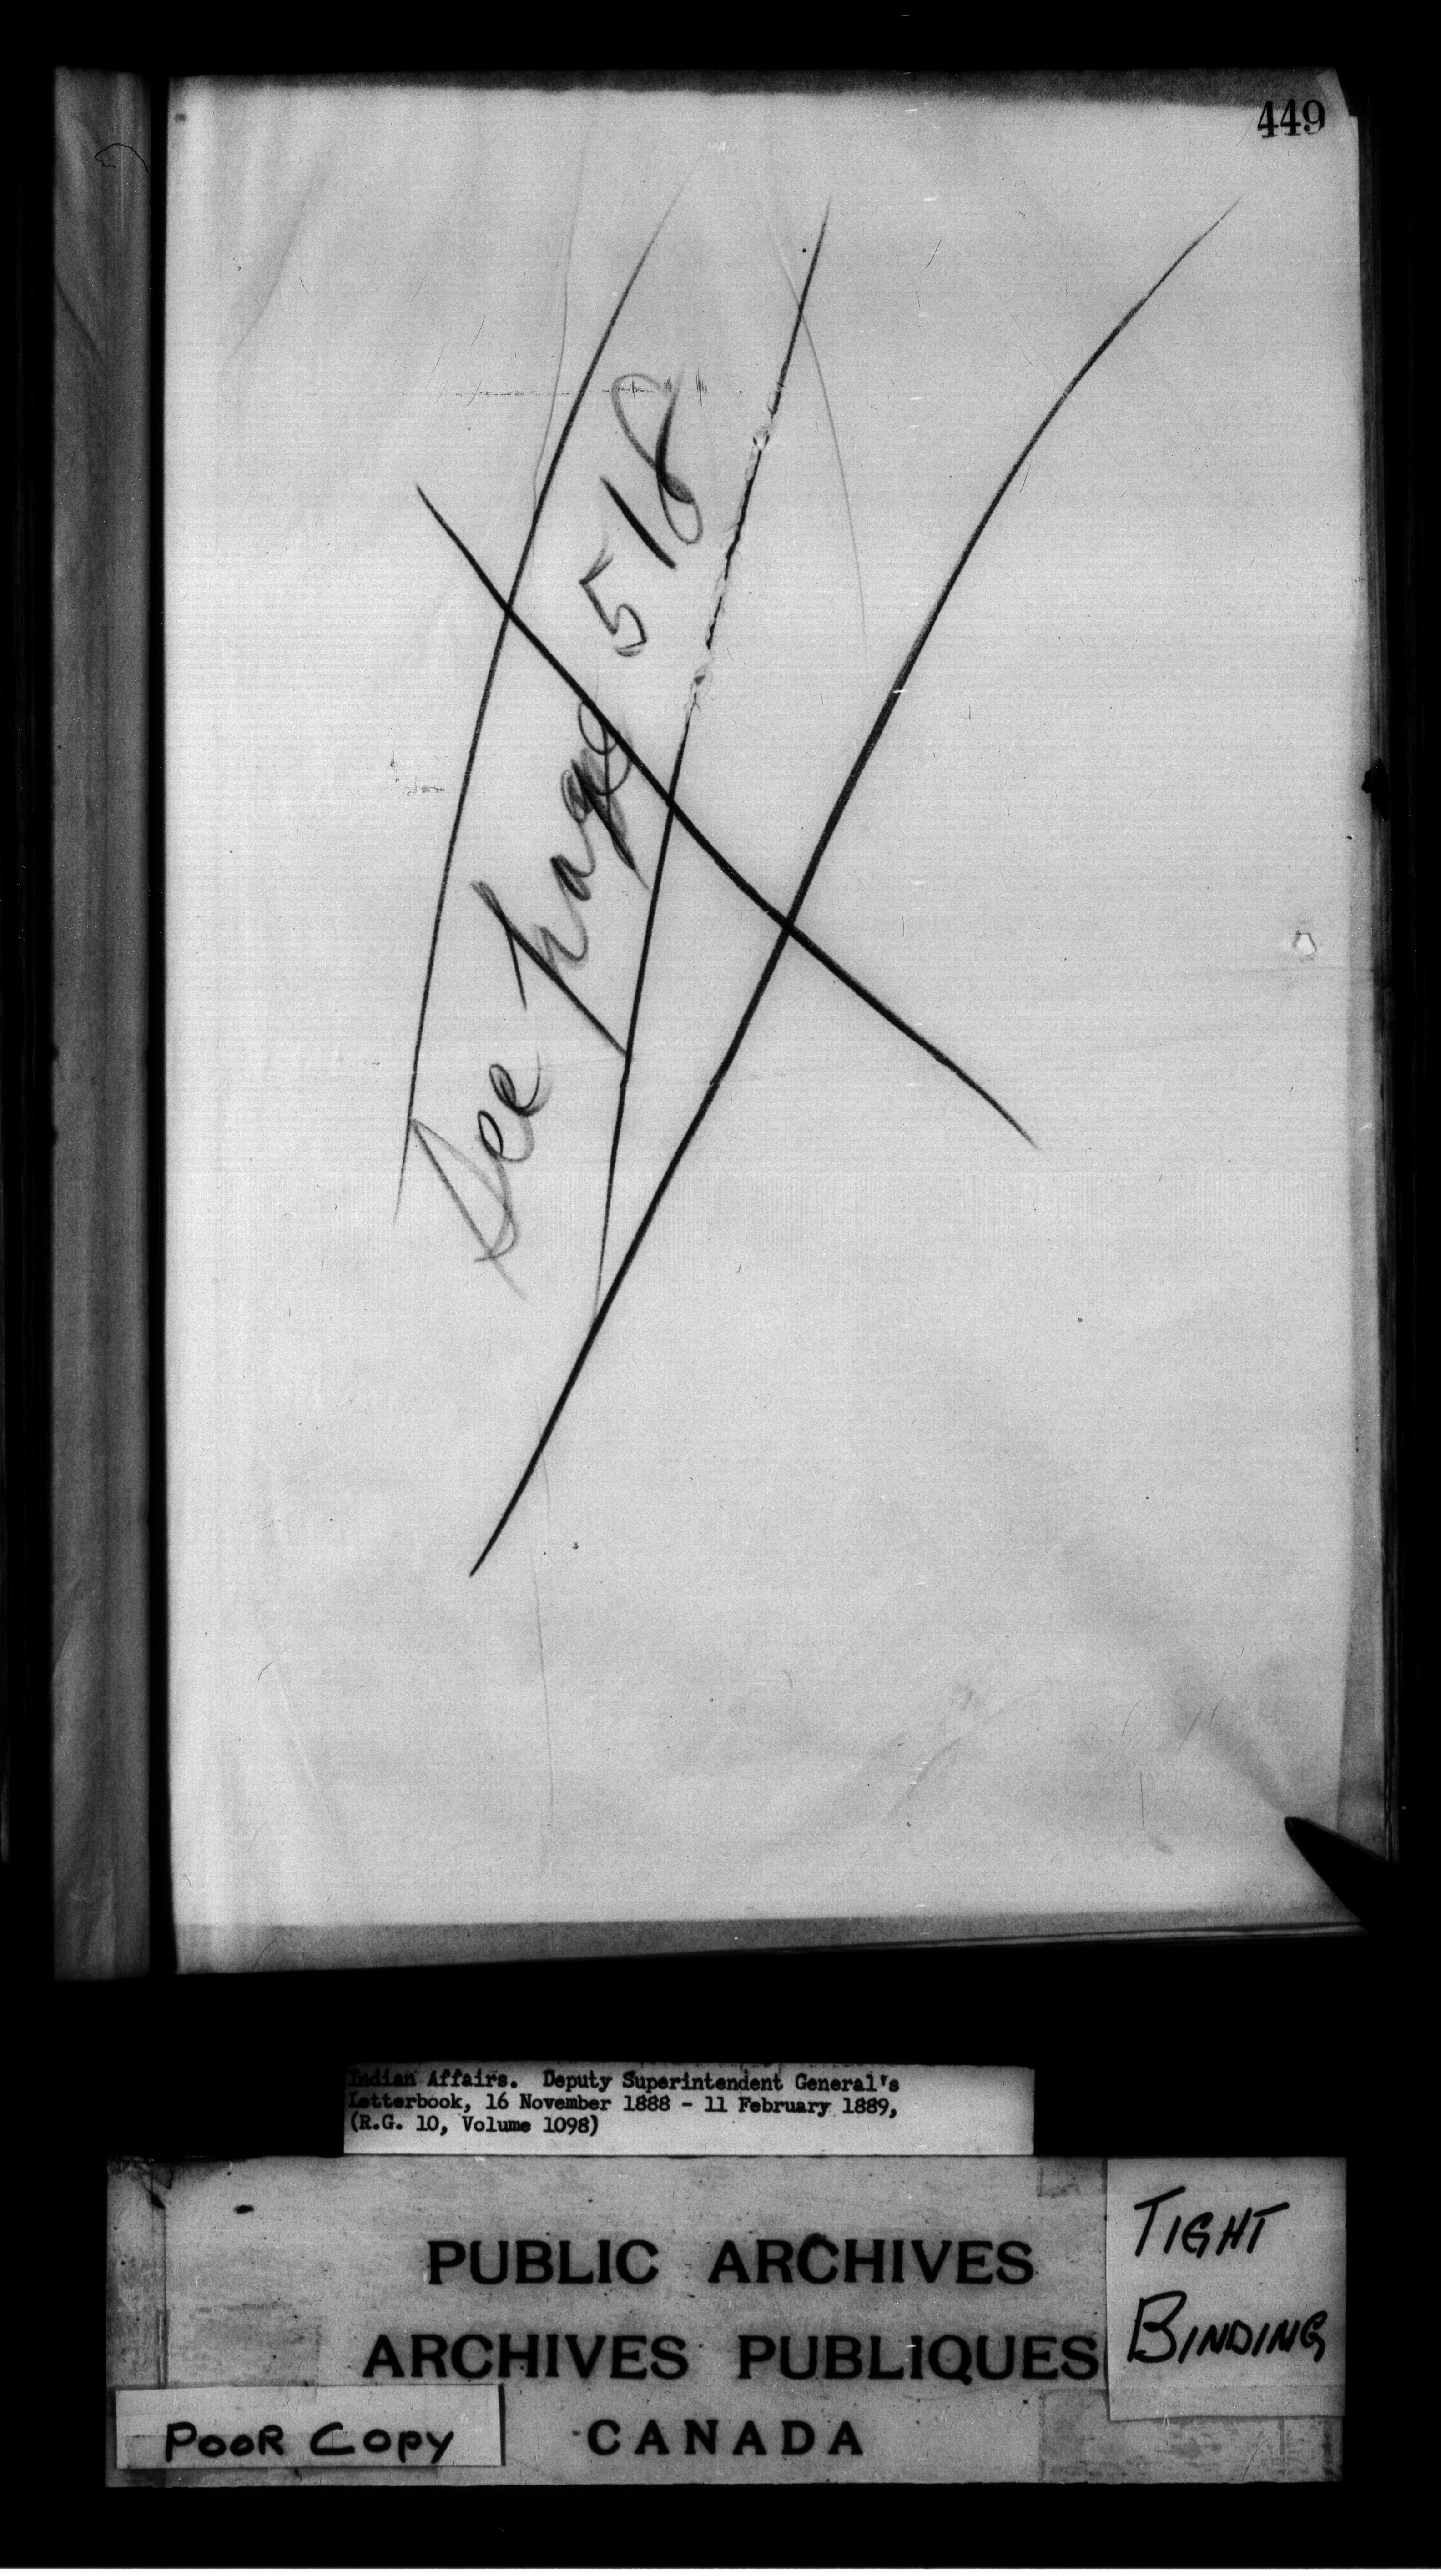 449
See page 518
Indian Affairs. Deputy Superintendent General's
Letterbook, 16 November 1888 - 11 February 1889,
(R.G. 10, Volume 1098)
PUBLIC ARCHIVES
ARCHIVES PUBLIQUES
CANADA
TIGHT
BINDING
POOR COPY